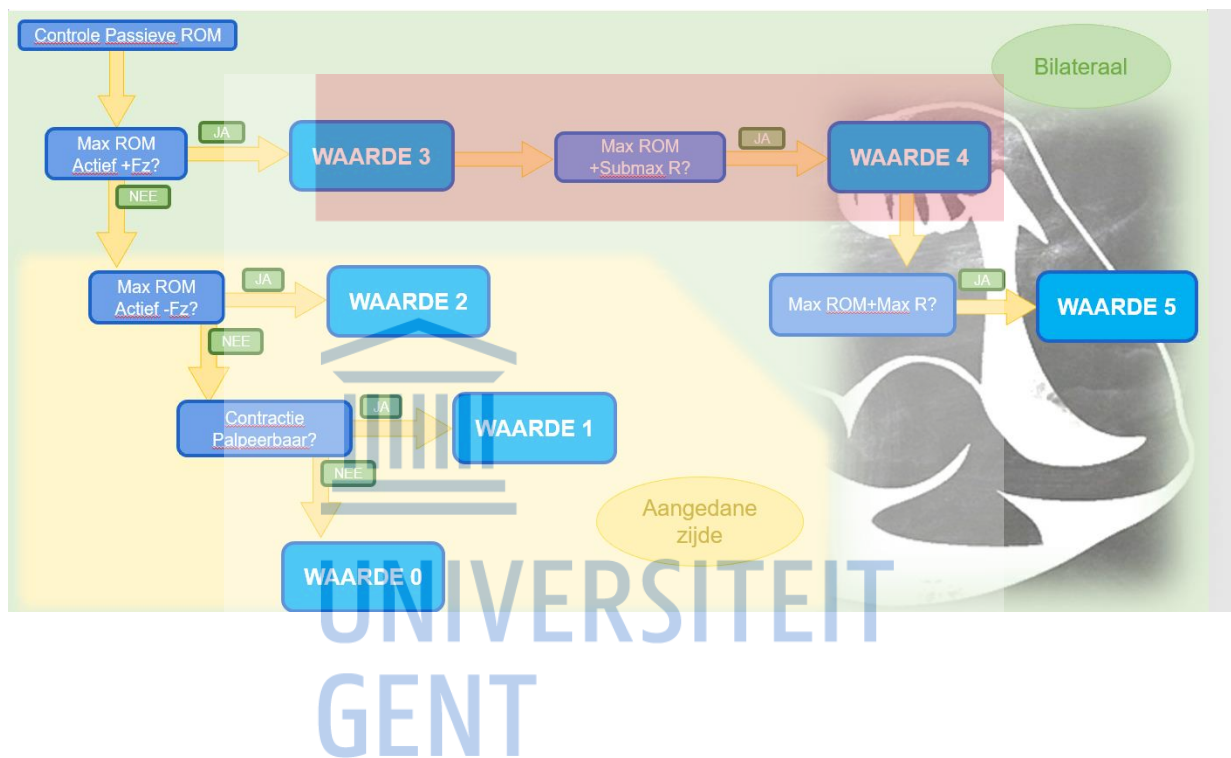 Controle Passieve ROM
Bilateraal
Max ROM
Actief +Fz?
JA
WAARDE 3
Max ROM
+Submax R?
JA
WAARDE 4
NEE
Max ROM
Actief -Fz?
JA
WAARDE 2
Max ROM+Max R?
JA
WAARDE 5
NEE
Contractie
Palpeerbaar?
JA
WAARDE 1
NEE
Aangedane
zijde
WAARDE 0
UNIVERSITEIT
GENT